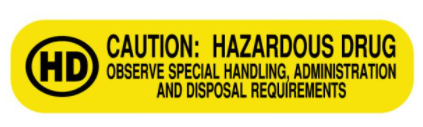 HD
CAUTION: HAZARDOUS DRUG
OBSERVE SPECIAL HANDLING, ADMINISTRATION
AND DISPOSAL REQUIREMENTS